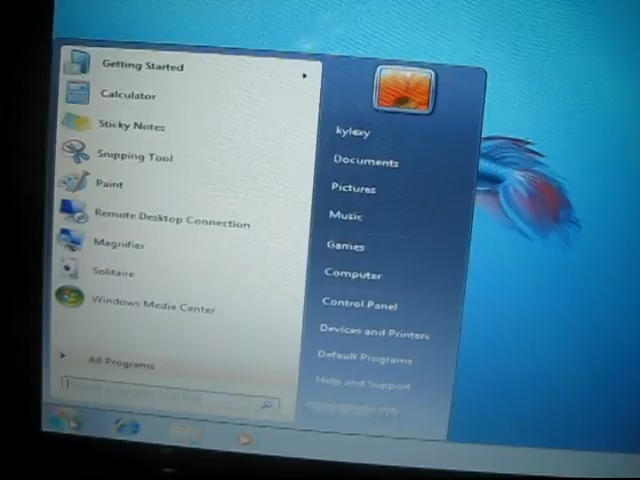 Getting Started
Calculator
Sticky Notes
Snipping Tool
Paint
Remote Desktop Connection
Magnifier
Solitaire
Windows Media Center
All Programs
kylexy
Documents
Pictures
Music
Games
Computer
Control Panel
Devices and Printers
Default Programs
Help and Support